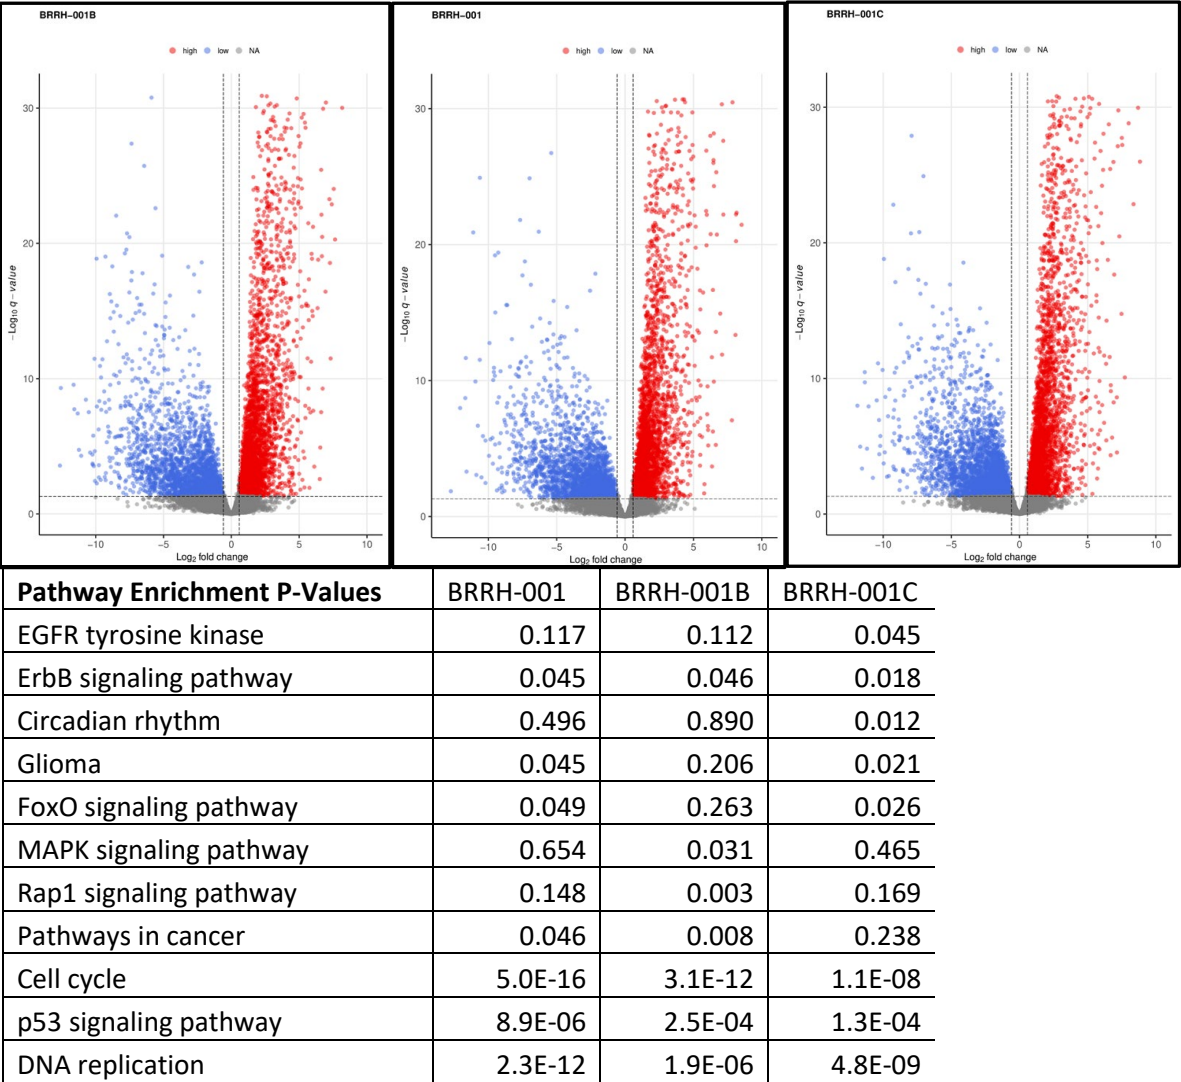 BRRH−001B
high low NA
30
20
10
0
−Log10 q − value
−10 −5 0 5 10
Log2 fold change
BRRH−001
high low NA
30
20
10
0
−Log10 q − value
−10 −5 0 5 10
Log2 fold change
BRRH−001C
high low NA
30
20
10
0
−Log10 q − value
−10 −5 0 5 10
Log2 fold change
Pathway Enrichment P-Values BRRH-001 BRRH-001B BRRH-001C
EGFR tyrosine kinase 0.117 0.112 0.045
ErbB signaling pathway 0.045 0.046 0.018
Circadian rhythm 0.496 0.890 0.012
Glioma 0.045 0.206 0.021
FoxO signaling pathway 0.049 0.263 0.026
MAPK signaling pathway 0.654 0.031 0.465
Rap1 signaling pathway 0.148 0.003 0.169
Pathways in cancer 0.046 0.008 0.238
Cell cycle 5.0E-16 3.1E-12 1.1E-08
p53 signaling pathway 8.9E-06 2.5E-04 1.3E-04
DNA replication 2.3E-12 1.9E-06 4.8E-09